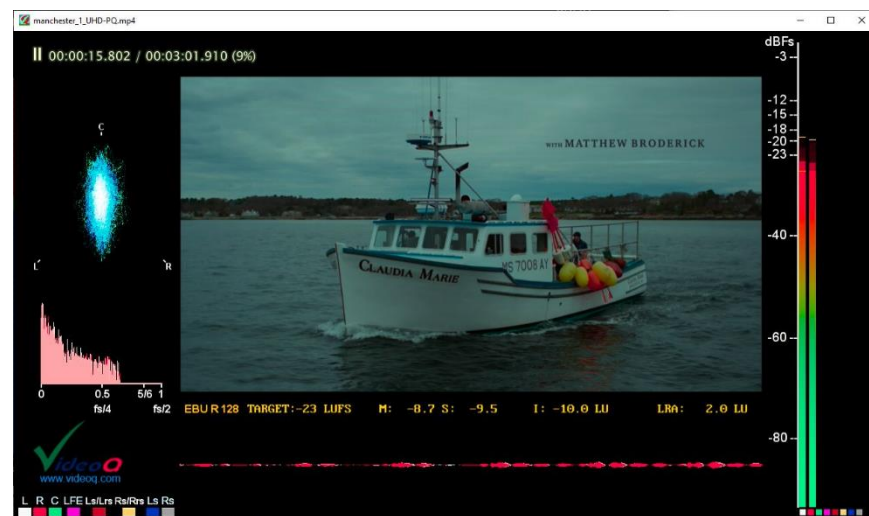 manchester_1_UHD-PQ.mp4
00:00:15.802 / 00:03:01.910 (9%)
dBFs
-3
-12
-15
-18
-20
-23
-40
-60
-80
C
L
R
WITH MATTHEW BRODERICK
CLAUDIA MARIE
MS 7008 AY
0 0.5 5/6 1
fs/4 fs/2
EBU R 128 TARGET:-23 LUFS M: -8.7 S: -9.5 I: -10.0 LU LRA: 2.0 LU
VideoQ
www.videoq.com
L R C LFE Ls/Lrs Rs/Rrs Ls Rs